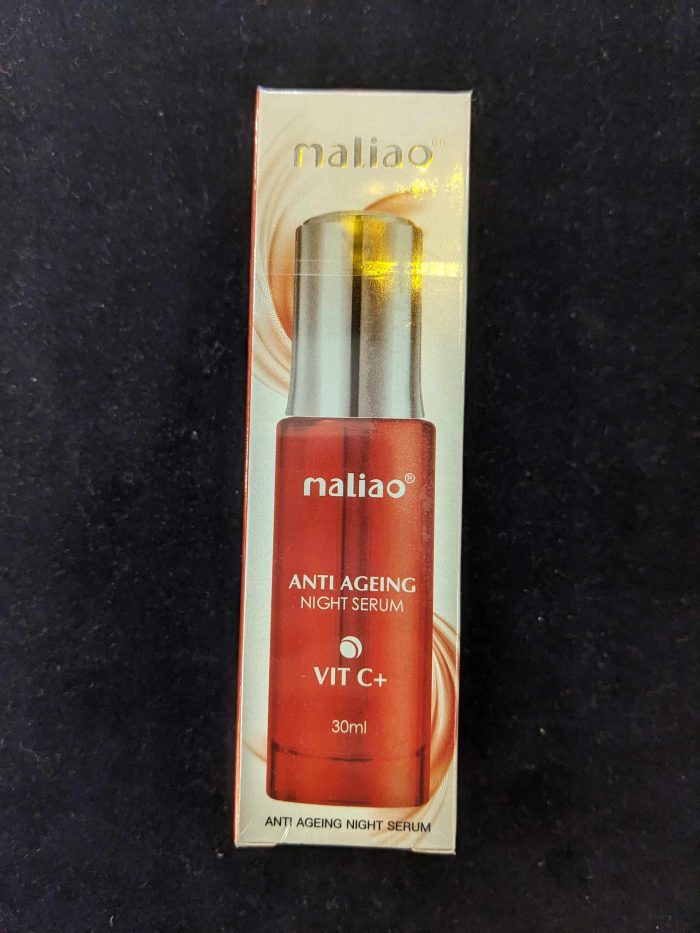 maliao®
maliao®
ANTI AGEING
NIGHT SERUM
VIT C+
30ml
ANTI AGEING NIGHT SERUM